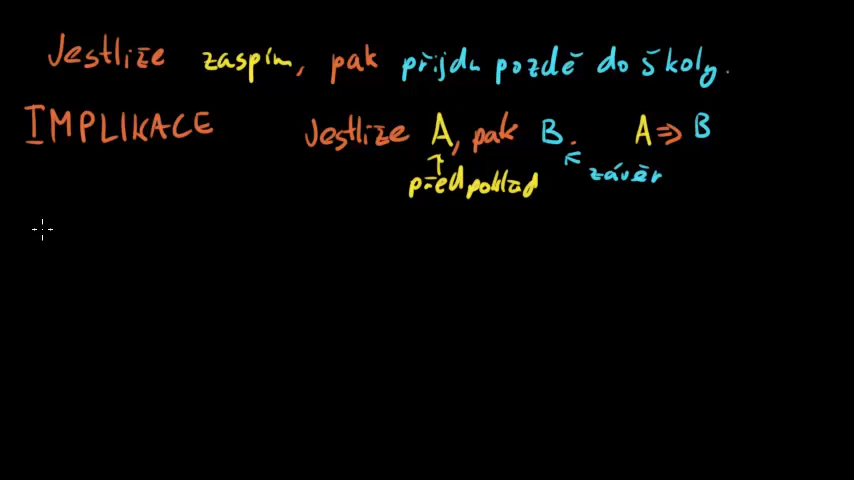 Jestliže zaspím, pak přijdu pozdě do školy.
IMPLIKACE Jestliže A, pak B. A ⇒ B
předpoklad závěr